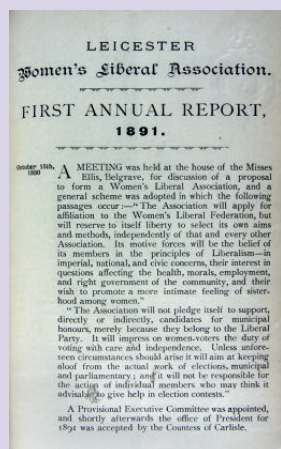 LEICESTER
Women's Liberal Association.
FIRST ANNUAL REPORT,
1891.
October 13th,
1890
A MEETING was held at the house of the Misses
Ellis, Belgrave, for discussion of a proposal
to form a Women's Liberal Association, and a
general scheme was adopted in which the following
passages occur:—"The Association will apply for
affiliation to the Women's Liberal Federation, but
will reserve to itself liberty to select its own aims
and methods, independently of that and every other
Association. Its motive forces will be the belief of
its members in the principles of Liberalism—in
imperial, national, and civic concerns, their interest in
questions affecting the health, morals, employment,
and right government of the community, and their
wish to promote a more intimate feeling of sister-
hood among women."
"The Association will not pledge itself to support,
directly or indirectly, candidates for municipal
honours, merely because they belong to the Liberal
Party. It will impress on women-voters the duty of
voting with care and independence. Unless unfore-
seen circumstances should arise it will aim at keeping
aloof from the actual work of elections, municipal
and parliamentary; and it will not be responsible for
the action of individual members who may think it
advisable to give help in election contests."
A Provisional Executive Committee was appointed,
and shortly afterwards the office of President for
1891 was accepted by the Countess of Carlisle.